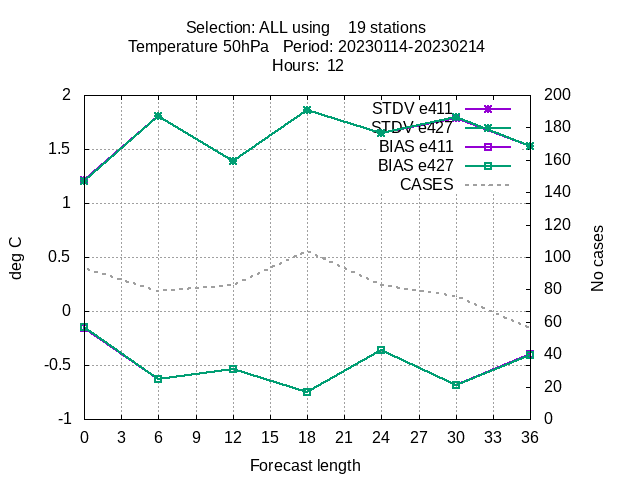 Selection: ALL using    19 stations
Temperature 50hPa   Period: 20230114-20230214
Hours:  12
STDV e411
STDV e427
BIAS e411
BIAS e427
CASES
2
1.5
1
0.5
0
-0.5
-1
deg C
200
180
160
140
120
100
80
60
40
20
0
No cases
0 3 6 9 12 15 18 21 24 27 30 33 36
Forecast length